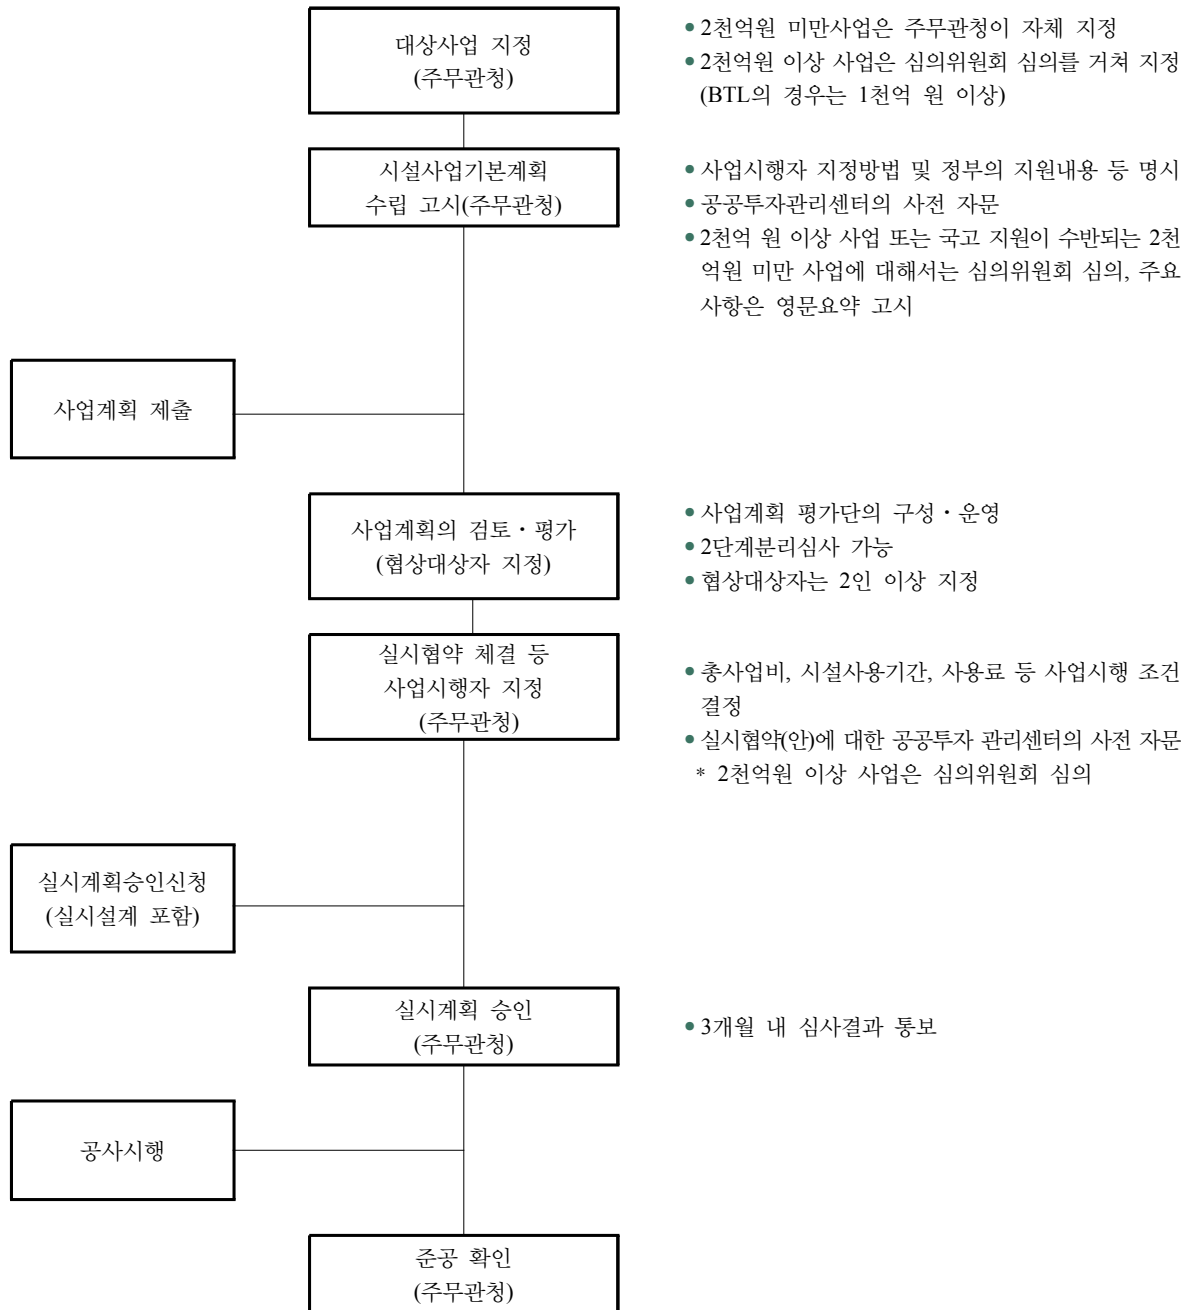 대상사업 지정
(주무관청)
• 2천억원 미만사업은 주무관청이 자체 지정
• 2천억원 이상 사업은 심의위원회 심의를 거쳐 지정
(BTL의 경우는 1천억 원 이상)
시설사업기본계획
수립 고시(주무관청)
• 사업시행자 지정방법 및 정부의 지원내용 등 명시
• 공공투자관리센터의 사전 자문
• 2천억 원 이상 사업 또는 국고 지원이 수반되는 2천
억원 미만 사업에 대해서는 심의위원회 심의, 주요
사항은 영문요약 고시
사업계획 제출
사업계획의 검토・평가
(협상대상자 지정)
• 사업계획 평가단의 구성・운영
• 2단계분리심사 가능
• 협상대상자는 2인 이상 지정
실시협약 체결 등
사업시행자 지정
(주무관청)
• 총사업비, 시설사용기간, 사용료 등 사업시행 조건
결정
• 실시협약(안)에 대한 공공투자 관리센터의 사전 자문
* 2천억원 이상 사업은 심의위원회 심의
실시계획승인신청
(실시설계 포함)
실시계획 승인
(주무관청)
• 3개월 내 심사결과 통보
공사시행
준공 확인
(주무관청)